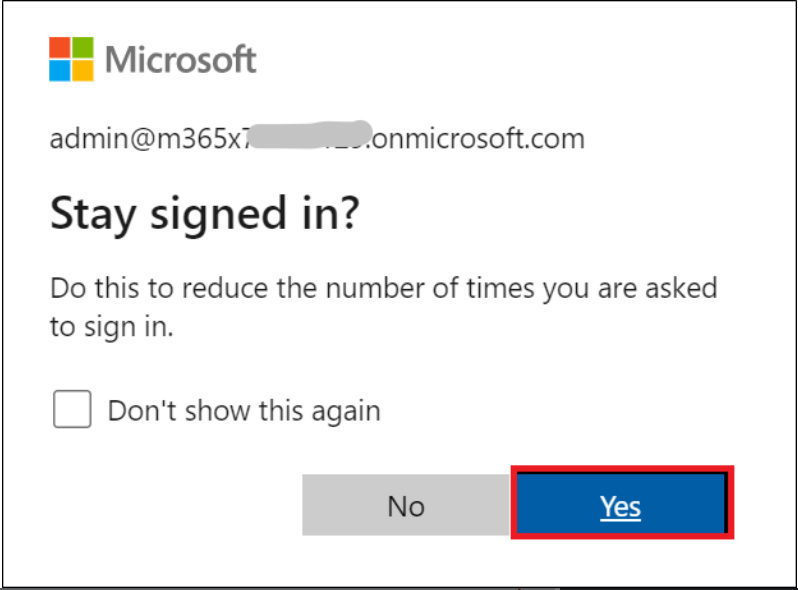 Microsoft
admin@m365x7 .onmicrosoft.com
Stay signed in?
Do this to reduce the number of times you are asked
to sign in.
Don't show this again
No
Yes